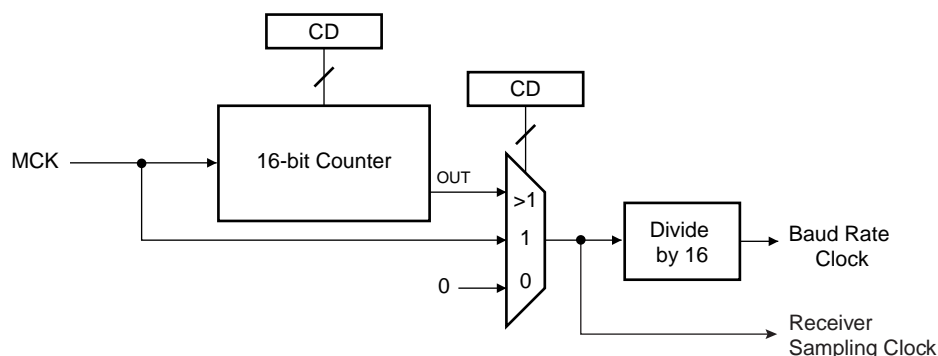 CD
CD
MCK
16-bit Counter
OUT
>1
1
0
0
Divide
by 16
Baud Rate
Clock
Receiver
Sampling Clock